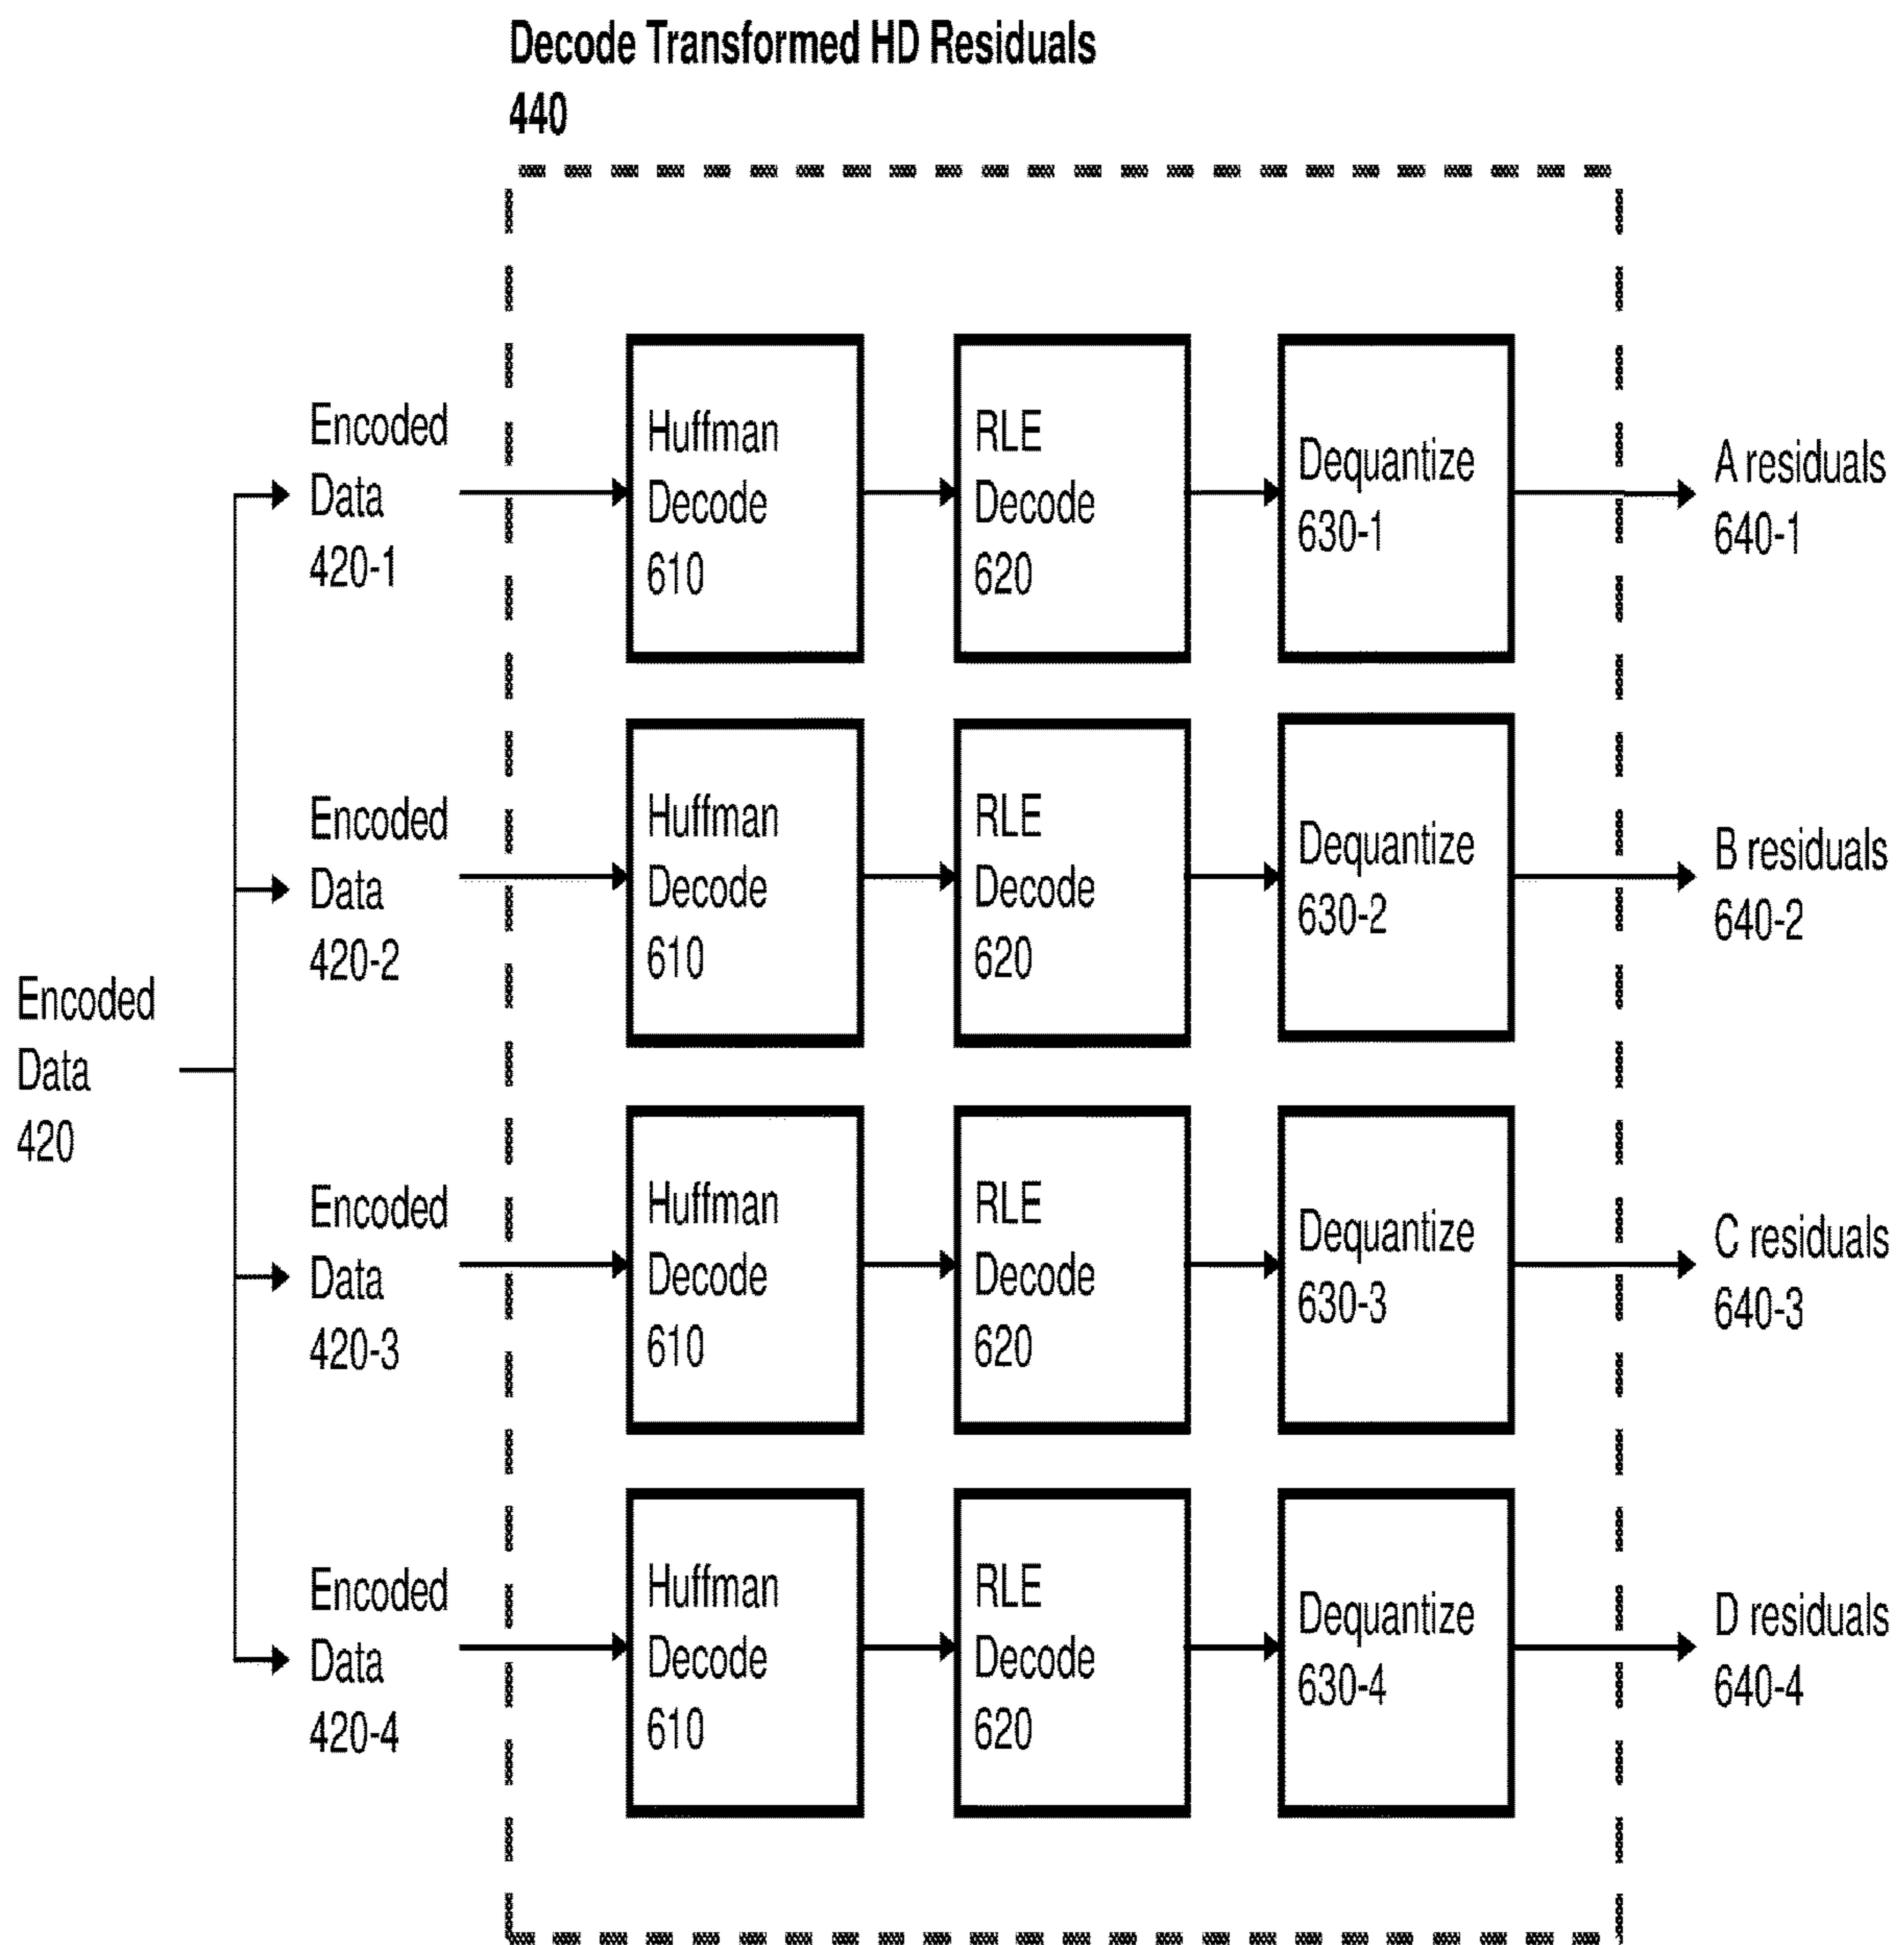 Decode Transformed HD Residuals
440
Encoded
Data
420
Encoded
Data
420-1
Huffman
Decode
610
RLE
Decode
620
Dequantize
630-1
A residuals
640-1
Encoded
Data
420-2
Huffman
Decode
610
RLE
Decode
620
Dequantize
630-2
B residuals
640-2
Encoded
Data
420-3
Huffman
Decode
610
RLE
Decode
620
Dequantize
630-3
C residuals
640-3
Encoded
Data
420-4
Huffman
Decode
610
RLE
Decode
620
Dequantize
630-4
D residuals
640-4